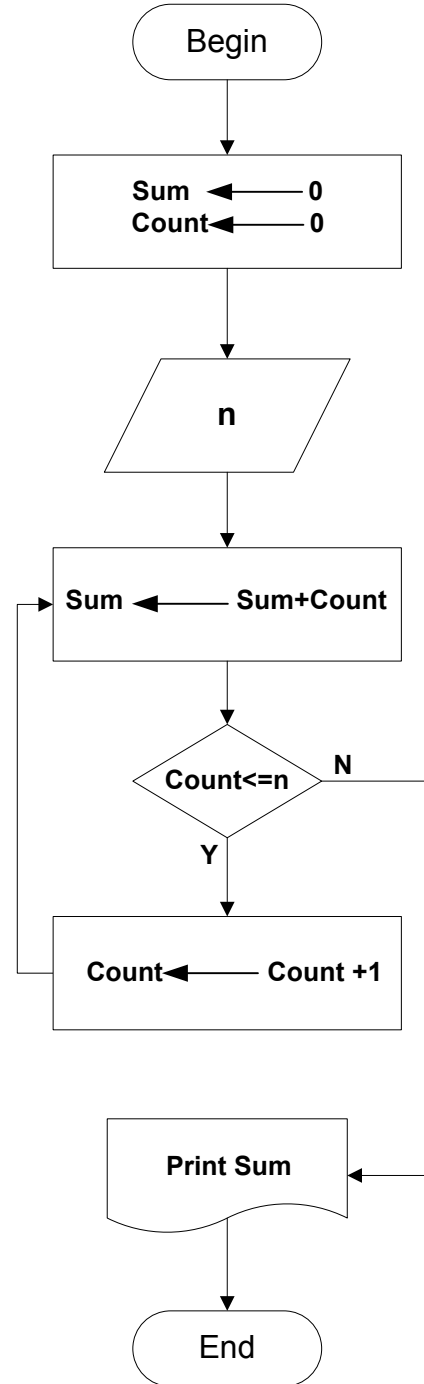 Begin
Sum 0
Count 0
n
Sum Sum+Count
Count<=n N
Y
Count Count +1
Print Sum
End